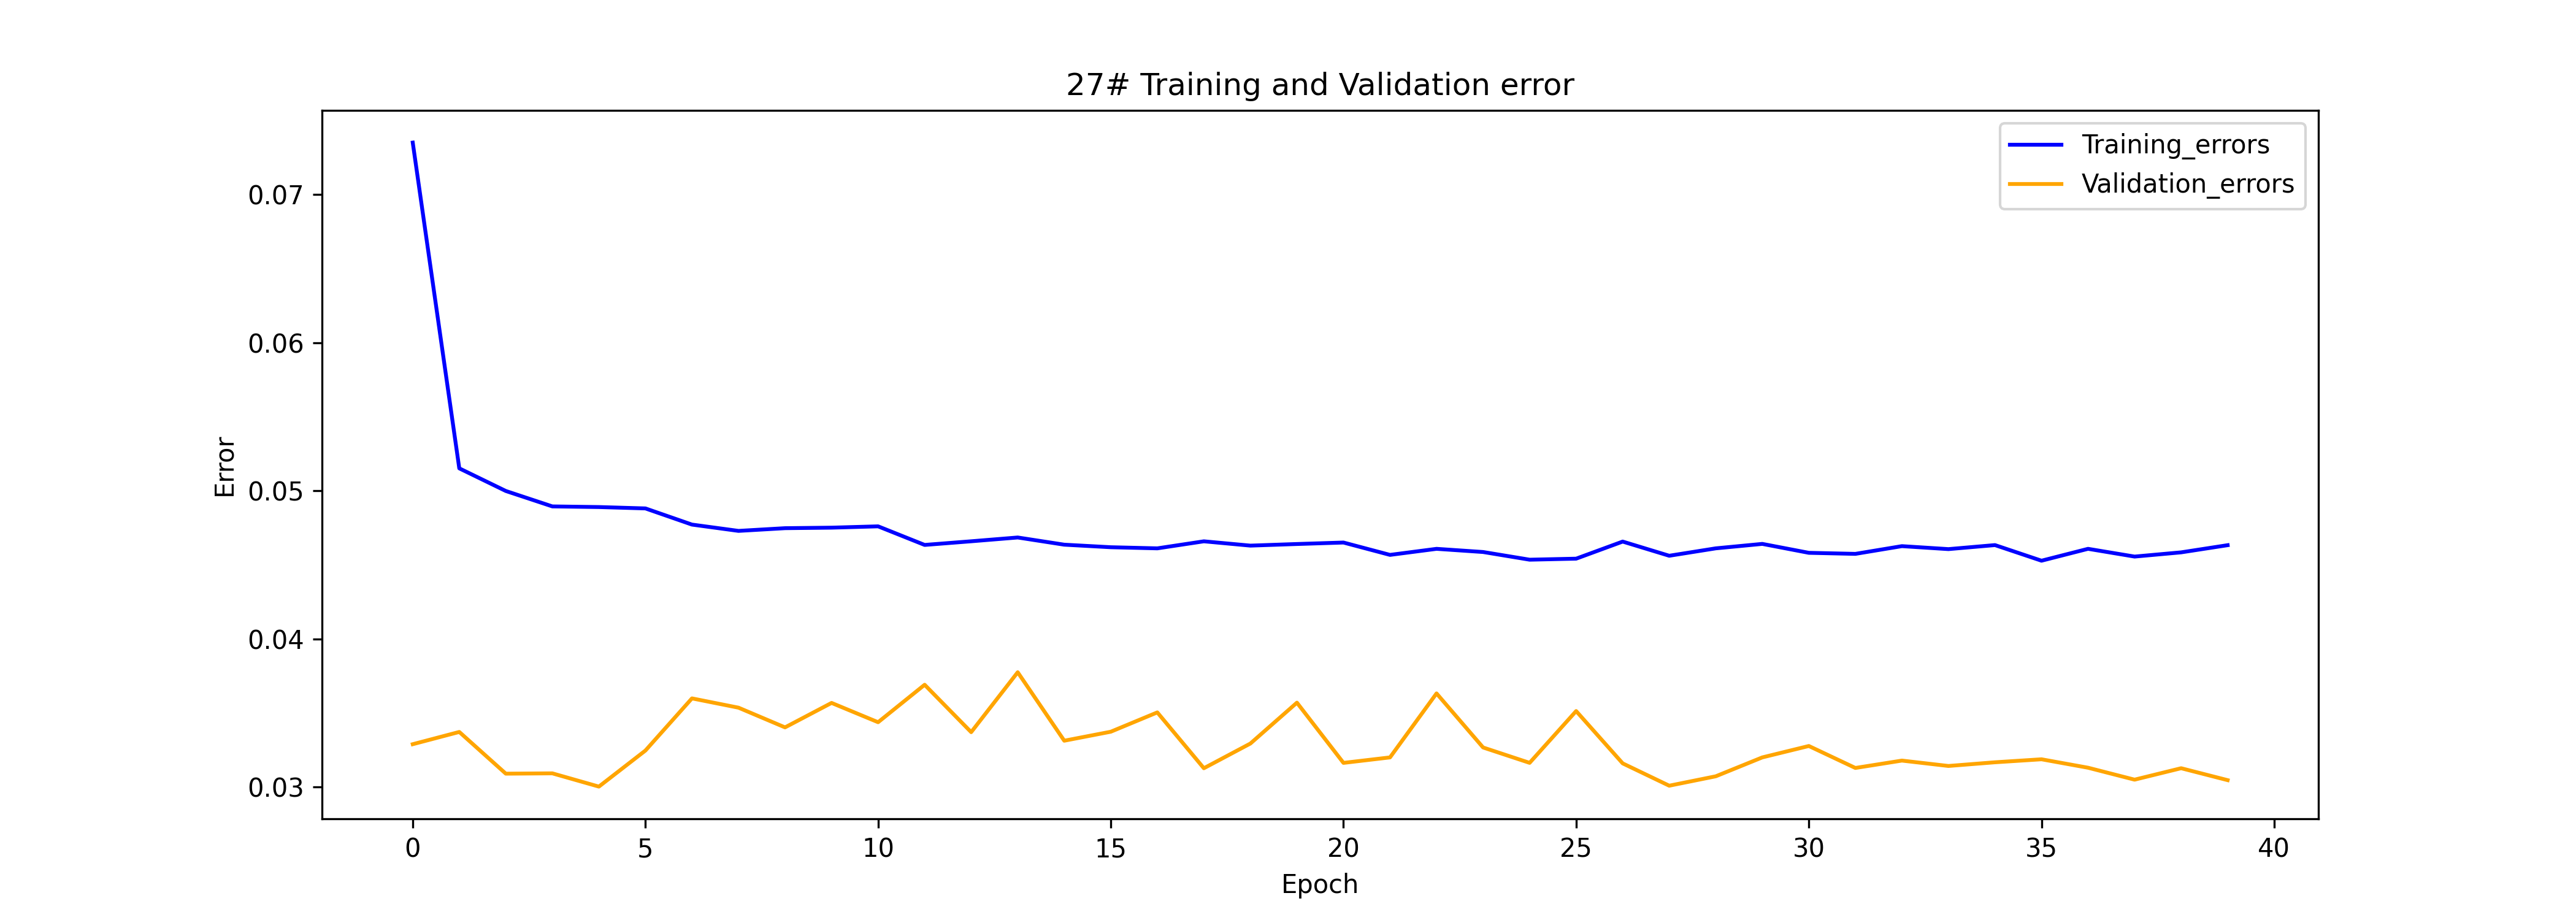 27# Training and Validation error
Training_errors
Validation_errors
Error
0.07
0.06
0.05
0.04
0.03
0 5 10 15 20 25 30 35 40
Epoch